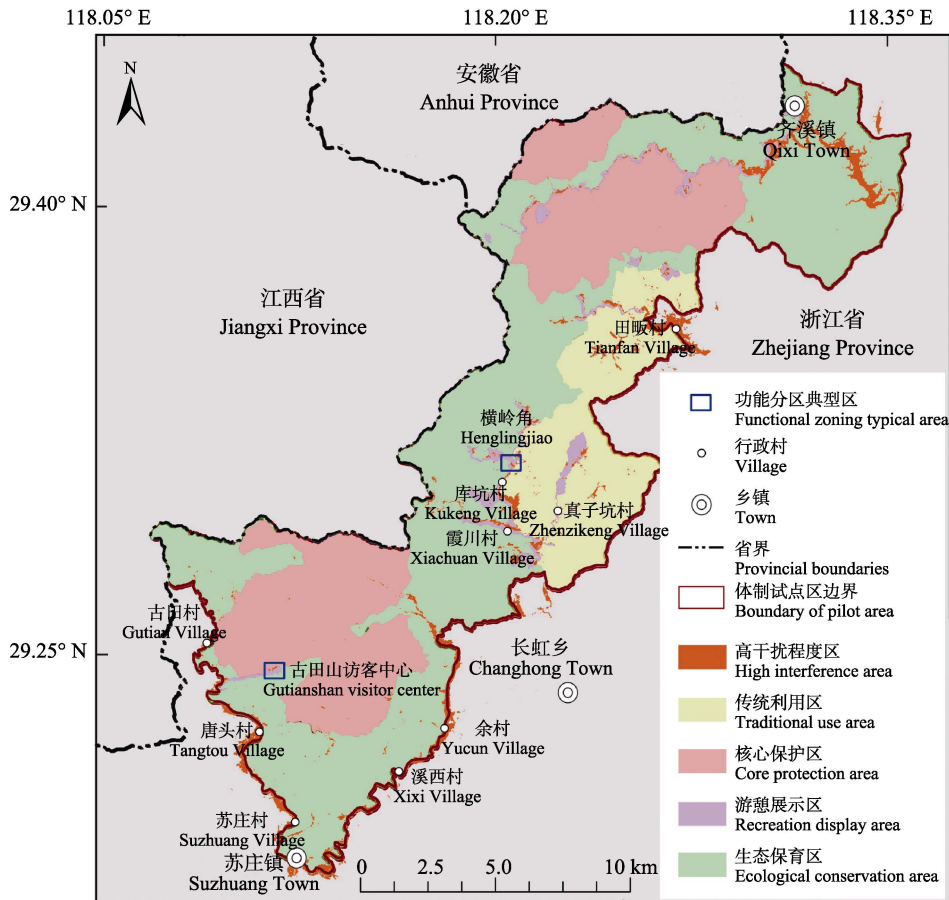 118.05° E
118.20° E
118.35° E
N
安徽省
Anhui Province
齐溪镇
Qixi Town
29.40° N
江西省
Jiangxi Province
浙江省
Zhejiang Province
田畈村
Tianfan Village
横岭角
Henglingjiao
库坑村
Kukeng Village
真子坑村
Zhenzikeng Village
霞川村
Xiachuan Village
古田村
Gutian Village
29.25° N
长虹乡
Changhong Town
古田山访客中心
Gutianshan visitor center
唐头村
Tangtou Village
余村
Yucun Village
溪西村
Xixi Village
苏庄村
Suzhuang Village
苏庄镇
Suzhuang Town
0 2.5 5.0 10 km
功能分区典型区
Functional zoning typical area
行政村
Village
乡镇
Town
省界
Provincial boundaries
体制试点区边界
Boundary of pilot area
高干扰程度区
High interference area
传统利用区
Traditional use area
核心保护区
Core protection area
游憩展示区
Recreation display area
生态保育区
Ecological conservation area